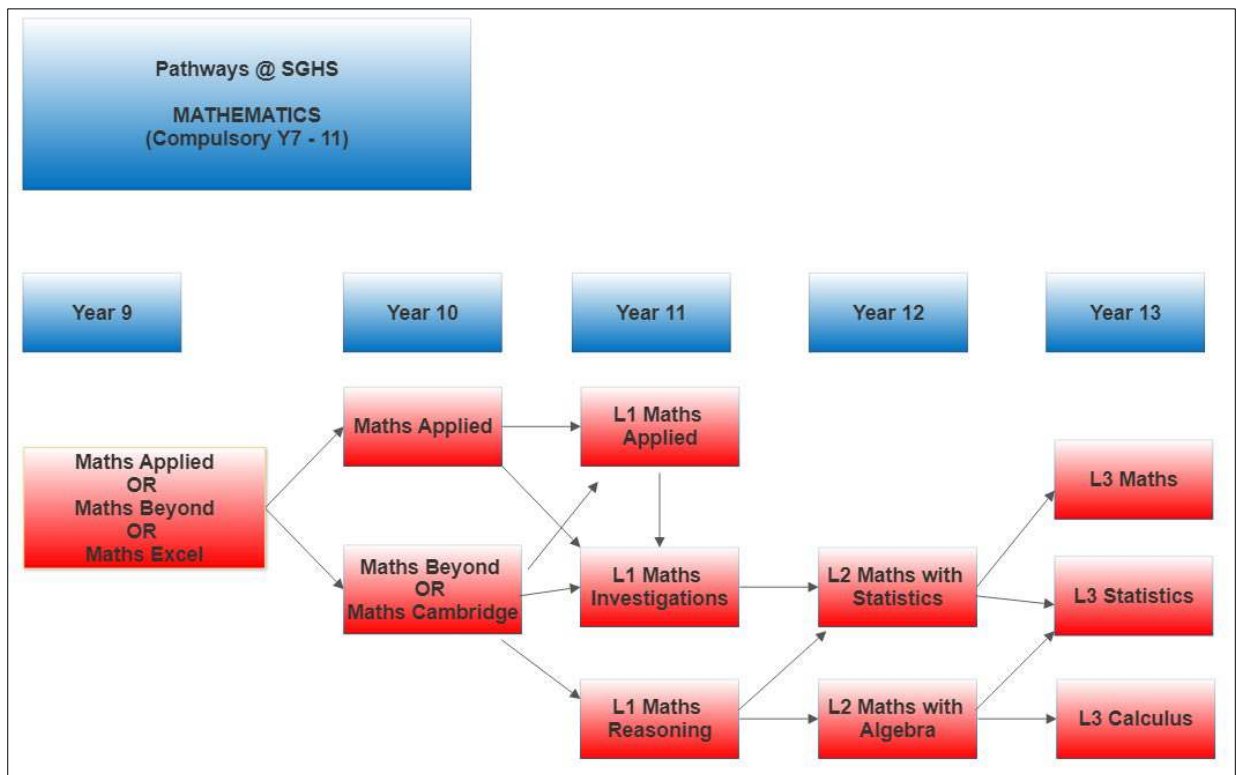 Pathways @ SGHS
MATHEMATICS
(Compulsory Y7 - 11)
Year 9
Year 10
Year 11
Year 12
Year 13
Maths Applied
OR
Maths Beyond
OR
Maths Excel
Maths Applied
Maths Beyond
OR
Maths Cambridge
L1 Maths
Applied
L1 Maths
Investigations
L1 Maths
Reasoning
L2 Maths with
Statistics
L2 Maths with
Algebra
L3 Maths
L3 Statistics
L3 Calculus